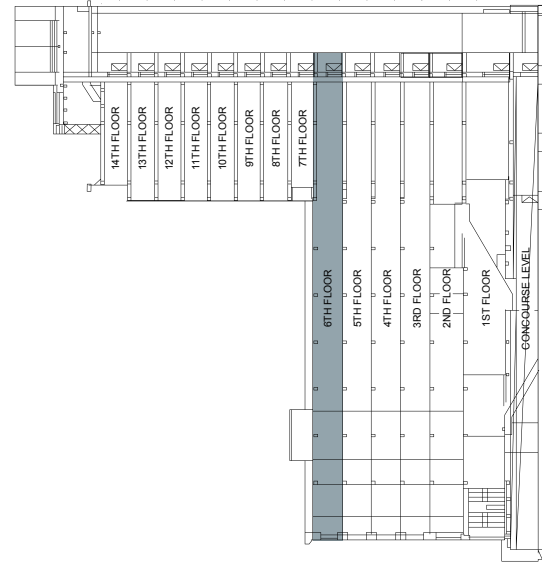 14TH FLOOR
13TH FLOOR
12TH FLOOR
11TH FLOOR
10TH FLOOR
9TH FLOOR
8TH FLOOR
7TH FLOOR
6TH FLOOR
5TH FLOOR
4TH FLOOR
3RD FLOOR
2ND FLOOR
1ST FLOOR
CONCOURSE LEVEL